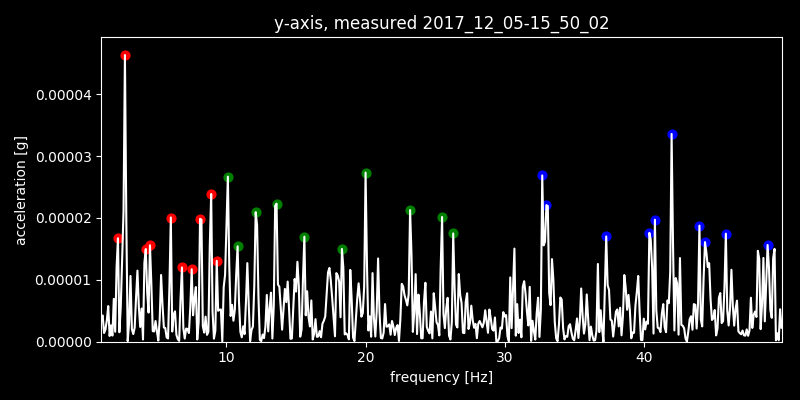 y-axis, measured 2017_12_05-15_50_02
0.00004
0.00003
0.00002
0.00001
0.00000
acceleration [g]
10 20 30 40
frequency [Hz]